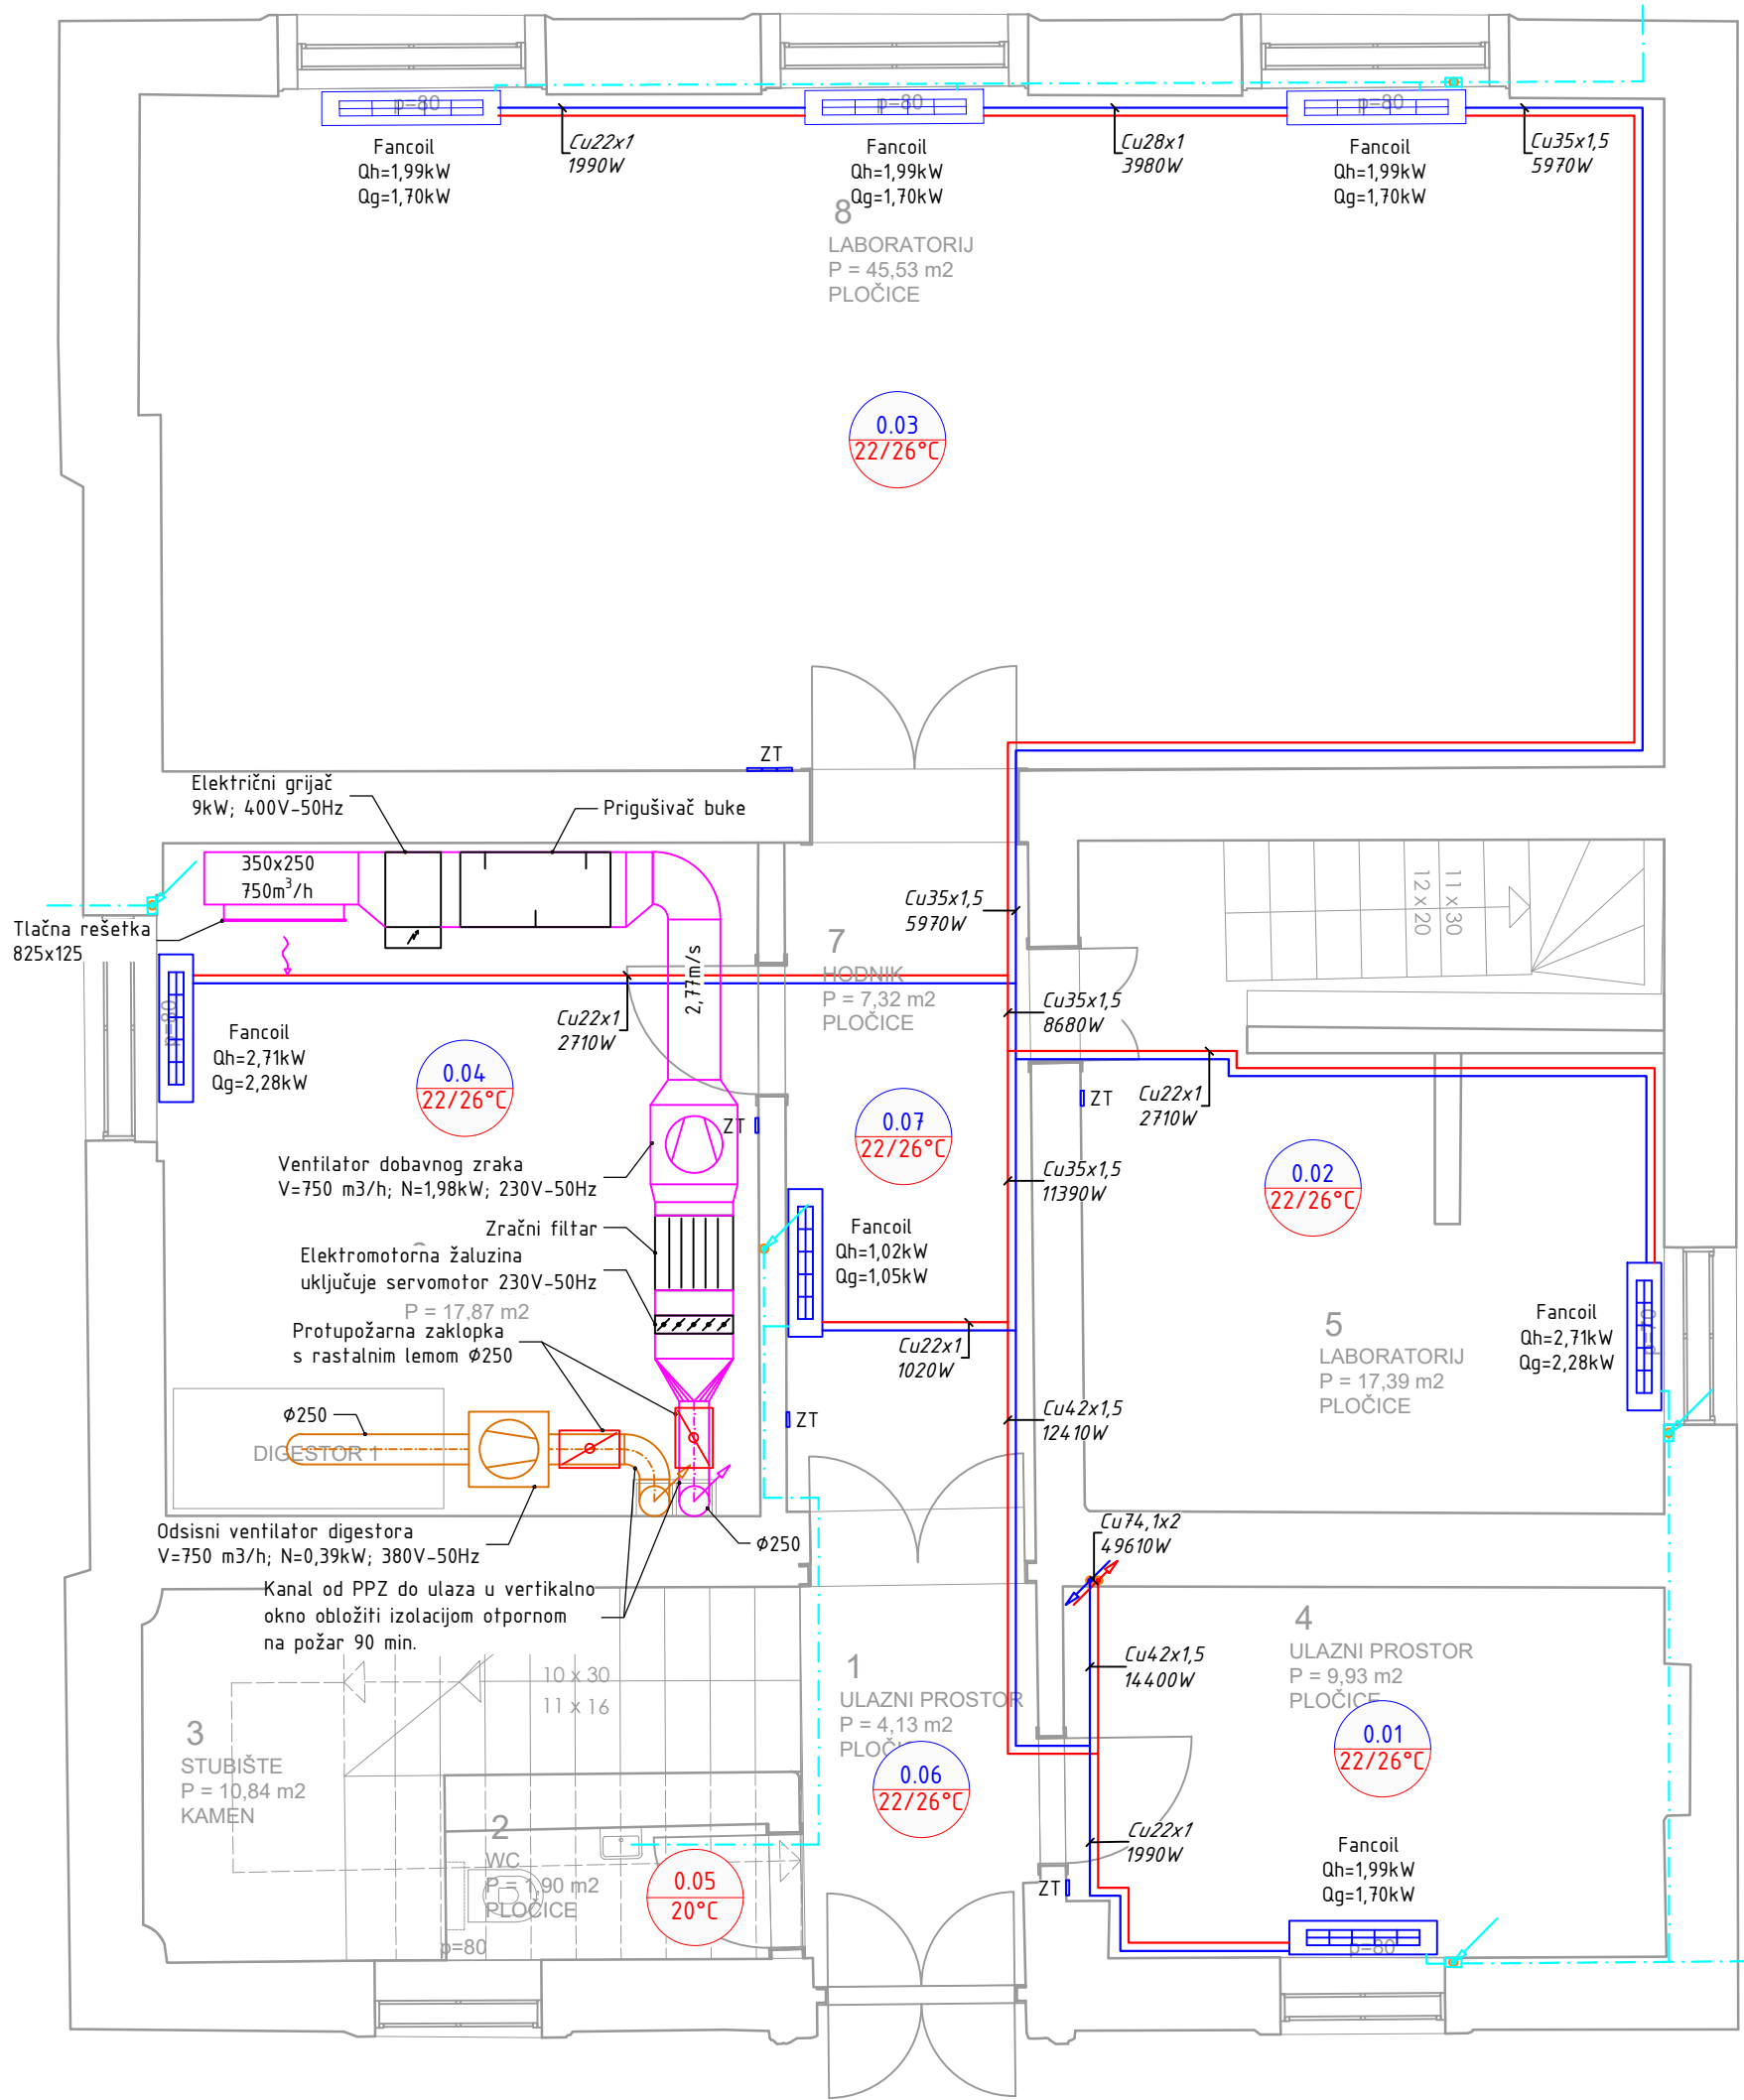 p=80
p=80
p=80
Fancoil
Qh=1,99kW
Qg=1,70kW
Cu22x1
1990W
Fancoil
Qh=1,99kW
Qg=1,70kW
Cu28x1
3980W
Fancoil
Qh=1,99kW
Qg=1,70kW
Cu35x1,5
5970W
8
LABORATORIJ
P = 45,53 m2
PLOČICE
0.03
22/26°C
ZT
Električni grijač
9kW; 400V-50Hz
Prigušivač buke
350x250
750m³/h
Tlačna rešetka
825x125
2,77m/s
Cu35x1,5
5970W
11 x 30
12 x 20
7
HODNIK
P = 7,32 m2
PLOČICE
p=80
Fancoil
Qh=2,71kW
Qg=2,28kW
Cu22x1
2710W
Cu35x1,5
8680W
0.04
22/26°C
ZT
0.07
22/26°C
ZT
Cu22x1
2710W
Ventilator dobavnog zraka
V=750 m3/h; N=1,98kW; 230V-50Hz
Cu35x1,5
11390W
0.02
22/26°C
Zračni filtar
Elektromotorna žaluzina
uključuje servomotor 230V-50Hz
P = 17,87 m2
Protupožarna zaklopka
s rastalnim lemom Φ250
Fancoil
Qh=1,02kW
Qg=1,05kW
Cu22x1
1020W
5
LABORATORIJ
P = 17,39 m2
PLOČICE
Fancoil
Qh=2,71kW
Qg=2,28kW
p=70
Φ250
DIGESTOR 1
ZT
Cu42x1,5
12410W
Odsisni ventilator digestora
V=750 m3/h; N=0,39kW; 380V-50Hz
Φ250
Cu74,1x2
49610W
Kanal od PPZ do ulaza u vertikalno
okno obložiti izolacijom otpornom
na požar 90 min.
10 x 30
11 x 16
1
ULAZNI PROSTOR
P = 4,13 m2
PLOČICE
Cu42x1,5
14400W
4
ULAZNI PROSTOR
P = 9,93 m2
PLOČICE
0.01
22/26°C
3
STUBIŠTE
P = 10,84 m2
KAMEN
0.06
22/26°C
2
WC
P = 1,90 m2
PLOČICE
p=80
0.05
20°C
Cu22x1
1990W
ZT
Fancoil
Qh=1,99kW
Qg=1,70kW
p=80